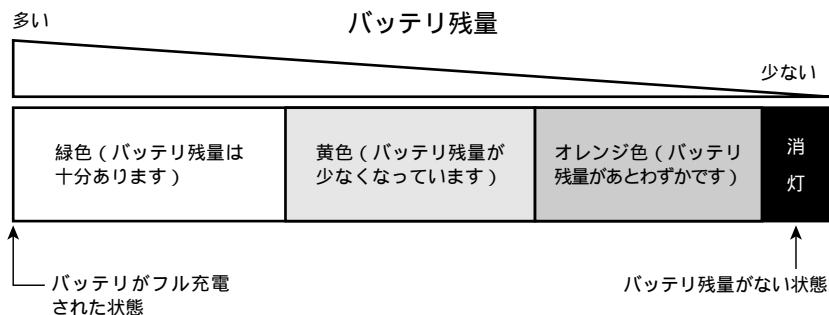 多い
バッテリ残量
少ない
緑色（バッテリ残量は
十分あります）
黄色（バッテリ残量が
少なくなっています）
オレンジ色（バッテリ
残量があとわずかです）
消
灯
バッテリがフル充電
された状態
バッテリ残量がない状態